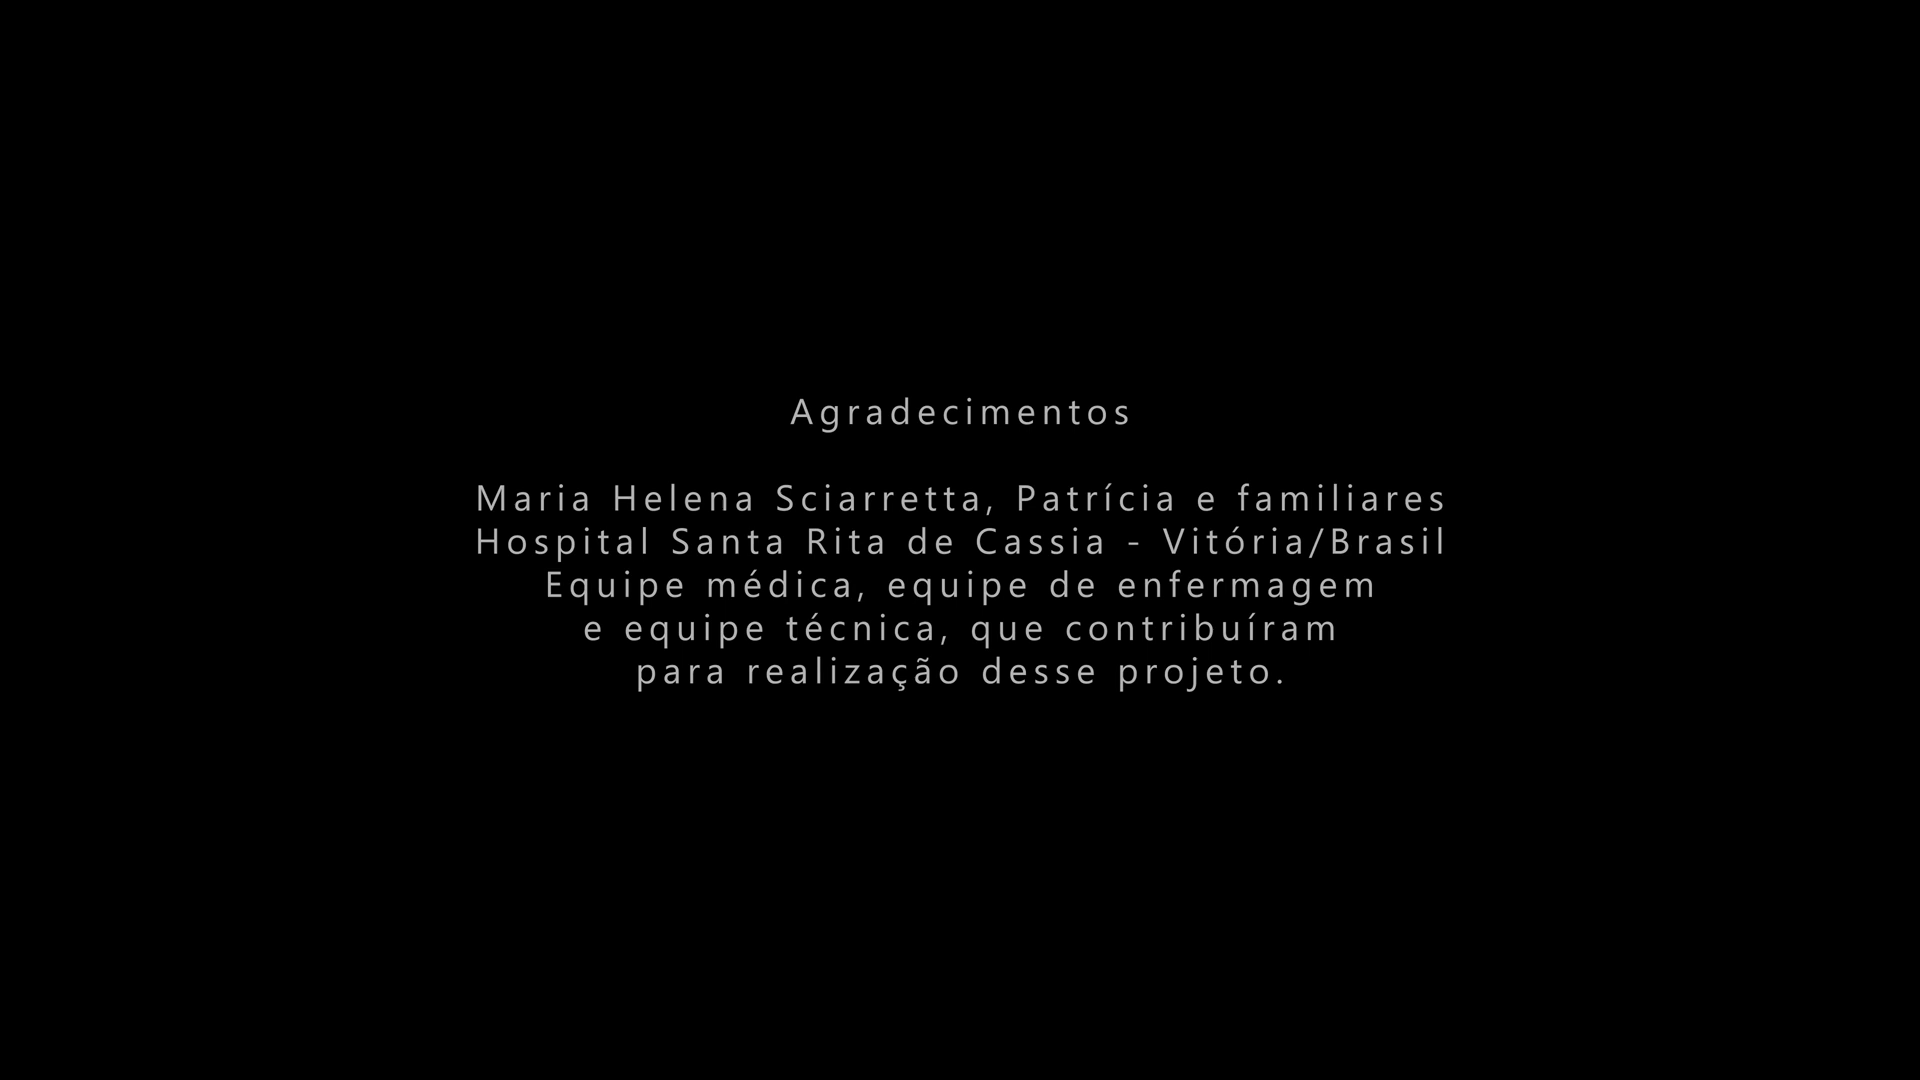 Agradecimentos
Maria Helena Sciarretta, Patrícia e familiares
Hospital Santa Rita de Cassia - Vitória/Brasil
Equipe médica, equipe de enfermagem
e equipe técnica, que contribuíram
para realização desse projeto.